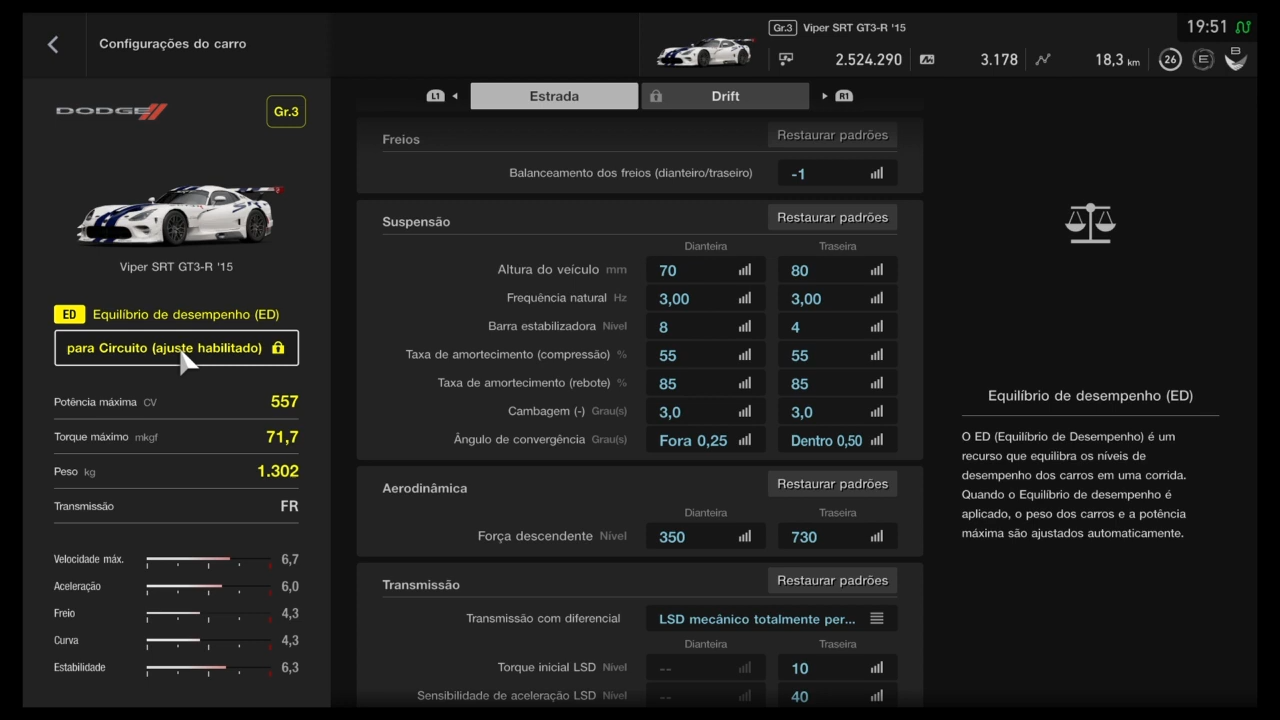 Configurações do carro
Gr.3 Viper SRT GT3-R '15
19:51
2.524.290
3.178
18,3 km
26
E
B
DODGE
Gr.3
Viper SRT GT3-R '15
ED Equilíbrio de desempenho (ED)
para Circuito (ajuste habilitado)
Potência máxima CV 557
Torque máximo mkgf 71,7
Peso kg 1.302
Transmissão FR
Velocidade máx. 6,7
Aceleração 6,0
Freio 4,3
Curva 4,3
Estabilidade 6,3
L1 Estrada Drift R1
Freios Restaurar padrões
Balanceamento dos freios (dianteiro/traseiro) -1
Suspensão Restaurar padrões
Dianteira Traseira
Altura do veículo mm 70 80
Frequência natural Hz 3,00 3,00
Barra estabilizadora Nível 8 4
Taxa de amortecimento (compressão) % 55 55
Taxa de amortecimento (rebote) % 85 85
Cambagem (-) Grau(s) 3,0 3,0
Ângulo de convergência Grau(s) Fora 0,25 Dentro 0,50
Aerodinâmica Restaurar padrões
Dianteira Traseira
Força descendente Nível 350 730
Transmissão Restaurar padrões
Transmissão com diferencial LSD mecânico totalmente per...
Dianteira Traseira
Torque inicial LSD Nível -- 10
Sensibilidade de aceleração LSD Nível -- 40
Equilíbrio de desempenho (ED)
O ED (Equilíbrio de Desempenho) é um
recurso que equilibra os níveis de
desempenho dos carros em uma corrida.
Quando o Equilíbrio de desempenho é
aplicado, o peso dos carros e a potência
máxima são ajustados automaticamente.